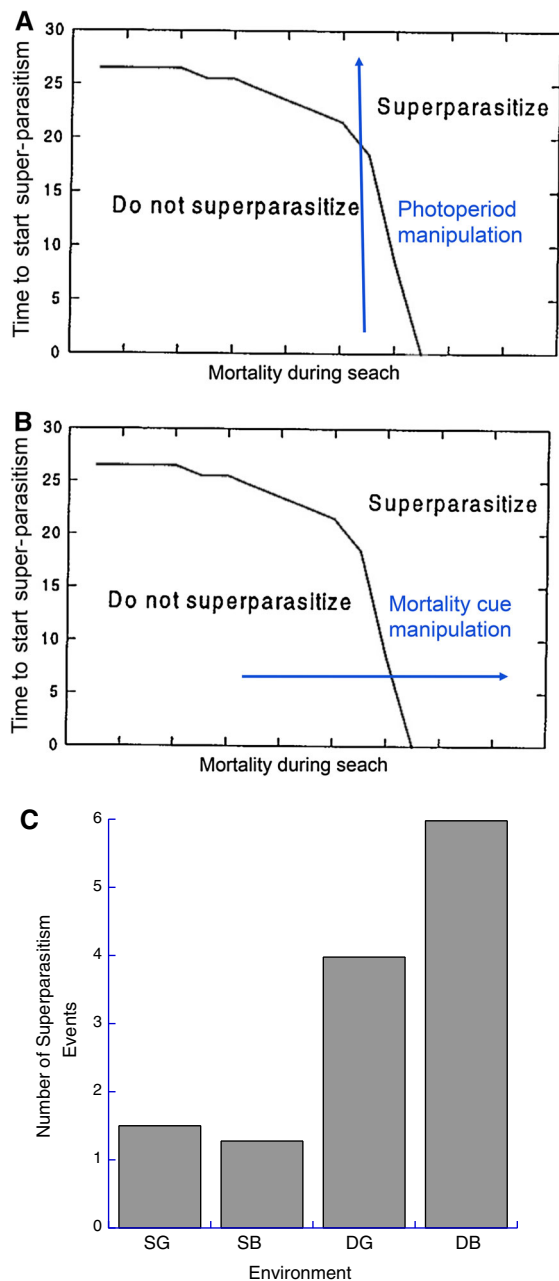 A
30
25
20
15
10
5
0
Time to start super-parasitism
Superparasitize
Do not superparasitize
Photoperiod
manipulation
Mortality during seach
B
30
25
20
15
10
5
0
Time to start super-parasitism
Superparasitize
Do not superparasitize
Mortality cue
manipulation
Mortality during seach
C
6
5
4
3
2
1
0
Number of Superparasitism
Events
SG SB DG DB
Environment